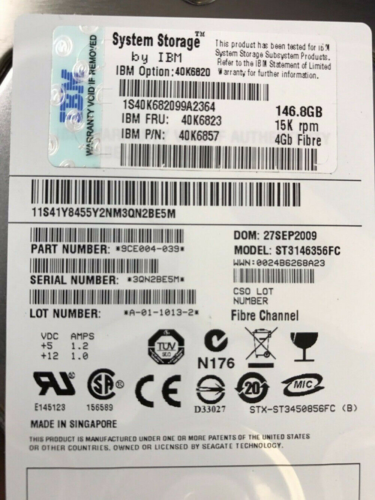 IBM
WARRANTY VOID IF REMOVED
System Storage™
by IBM
IBM Option:40K6820
This product has been tested for IBM
Storage Subsystem Products.
Refer to the IBM Statement of Limited
Warranty for further information.
1S40K682099A2364
IBM FRU: 40K6823
IBM P/N: 40K6857
146.8GB
15K rpm
4Gb Fibre
11S41Y8455Y2NM3QN2BE5M
DOM: 27SEP2009
PART NUMBER: *9CE004-039*
MODEL: ST3146356FC
WWN:0024B6268A23
SERIAL NUMBER: *3QN2BE5M*
CSO LOT
NUMBER
LOT NUMBER: *A-01-1013-2*
Fibre Channel
VDC AMPS
+5 1.2
+12 1.0
TUV
N176
E145123
156589
CE
D33027
20
MIC
STX-ST3450856FC (B)
MADE IN SINGAPORE
THIS PRODUCT IS MANUFACTURED UNDER ONE OR MORE PATENTS OF THE UNITED STATES
OR OTHER COUNTRIES, OWNED OR LICENSED BY SEAGATE TECHNOLOGY.